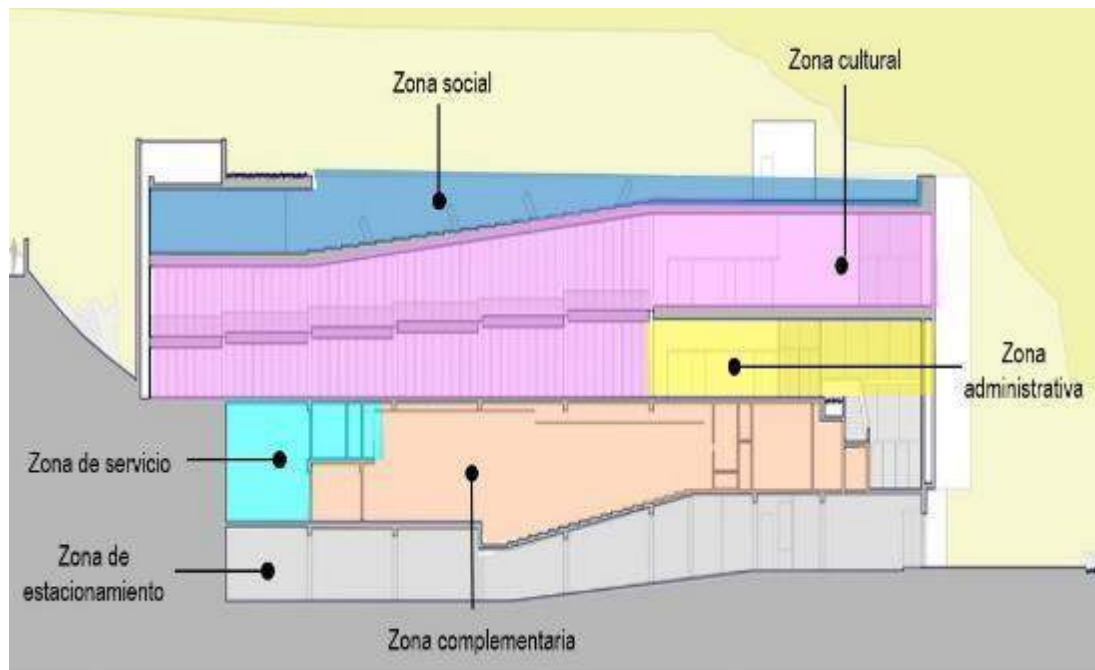 Zona cultural
Zona social
Zona
administrativa
Zona de servicio
Zona de
estacionamiento
Zona complementaria